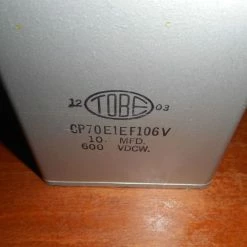 12 TOBE 03
CP70E1EF106V
10. MFD.
600 VDCW.